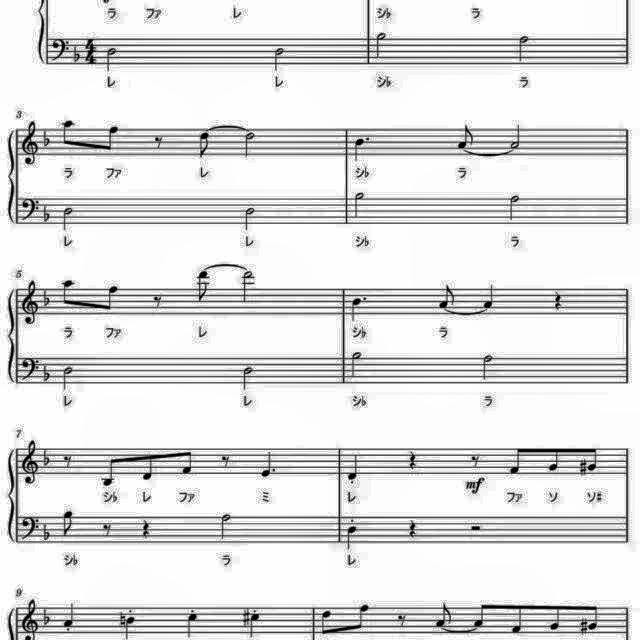 ラ ファ レ シ♭ ラ
4
4
レ レ シ♭ ラ
3
ラ ファ レ シ♭ ラ
レ レ シ♭ ラ
5
ラ ファ レ シ♭ ラ
レ レ シ♭ ラ
7
mf
シ♭ レ ファ ミ レ ファ ソ ソ♯
シ♭ ラ レ
9